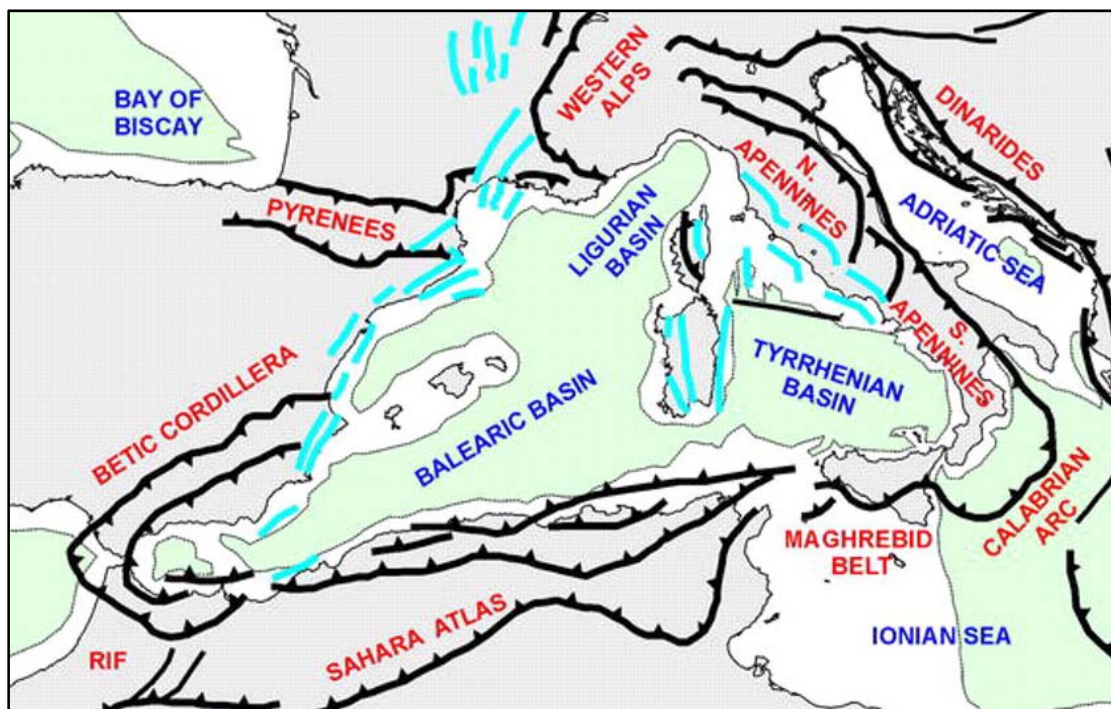 BAY OF
BISCAY
WESTERN
ALPS
DINARIDES
N.
APENNINES
PYRENEES
LIGURIAN
BASIN
ADRIATIC SEA
S.
APENNINES
TYRRHENIAN
BASIN
BETIC CORDILLERA
BALEARIC BASIN
CALABRIAN
ARC
MAGHREBID
BELT
IONIAN SEA
RIF
SAHARA ATLAS